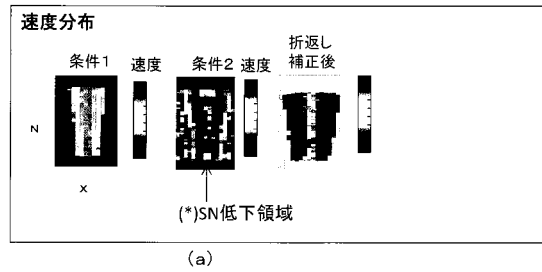 速度分布
条件1 速度 条件2 速度 折返し
補正後
z
x
(*)SN低下領域
(a)